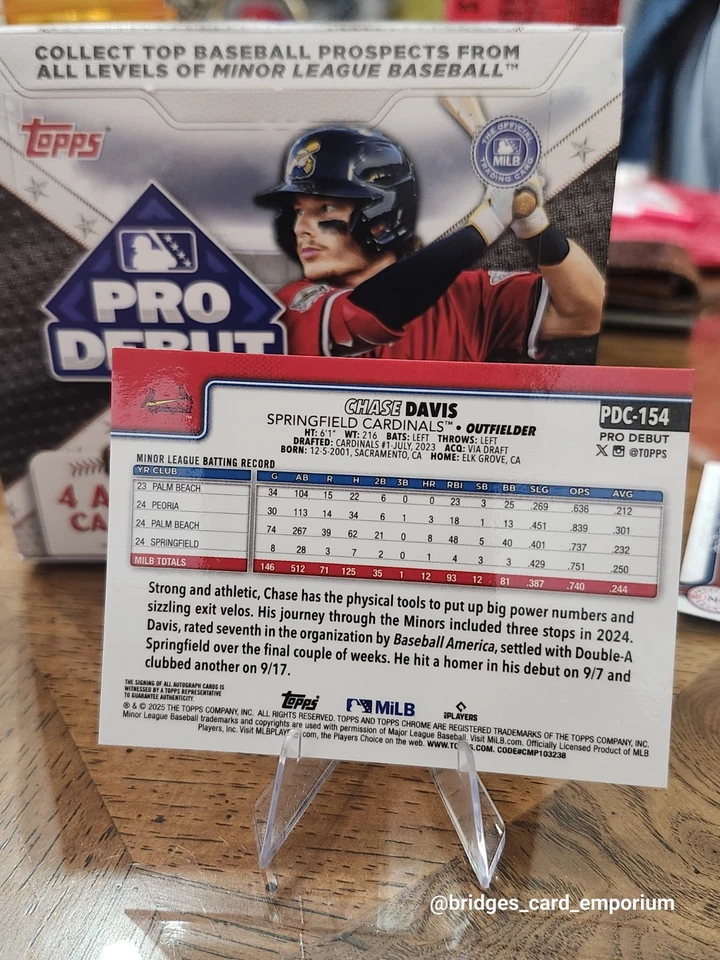 COLLECT TOP BASEBALL PROSPECTS FROM
ALL LEVELS OF MINOR LEAGUE BASEBALL™
Topps
THE OFFICIAL
MiLB
TRADING CARD
PRO
DEBUT
4 A
CA
CHASE DAVIS
SPRINGFIELD CARDINALS™ • OUTFIELDER
HT: 6'1" WT: 216 BATS: LEFT THROWS: LEFT
DRAFTED: CARDINALS #1-JULY, 2023 ACQ: VIA DRAFT
BORN: 12-5-2001, SACRAMENTO, CA HOME: ELK GROVE, CA
PDC-154
PRO DEBUT
X @TOPPS
MINOR LEAGUE BATTING RECORD
YR CLUB G AB R H 2B 3B HR RBI SB BB SLG OPS AVG
23 PALM BEACH 34 104 15 22 6 0 0 23 3 25 .269 .636 .212
24 PEORIA 30 113 14 34 6 1 3 18 1 13 .451 .839 .301
24 PALM BEACH 74 267 39 62 21 0 8 48 5 40 .401 .737 .232
24 SPRINGFIELD 8 28 3 7 2 0 1 4 3 3 .429 .751 .250
MILB TOTALS 146 512 71 125 35 1 12 93 12 81 .387 .740 .244
Strong and athletic, Chase has the physical tools to put up big power numbers and
sizzling exit velos. His journey through the Minors included three stops in 2024.
Davis, rated seventh in the organization by Baseball America, settled with Double-A
Springfield over the final couple of weeks. He hit a homer in his debut on 9/7 and
clubbed another on 9/17.
THE SIGNING OF ALL AUTOGRAPH CARDS IS
WITNESSED BY A TOPPS REPRESENTATIVE
TO GUARANTEE AUTHENTICITY.
Topps MiLB PLAYERS
® & © 2025 THE TOPPS COMPANY, INC. ALL RIGHTS RESERVED. TOPPS AND TOPPS CHROME ARE REGISTERED TRADEMARKS OF THE TOPPS COMPANY, INC.
Minor League Baseball trademarks and copyrights are used with permission of Major League Baseball. Visit MiLB.com. Officially Licensed Product of MLB
Players, Inc. Visit MLBPLAYE com, the Players Choice on the web. WWW.TOPPS.COM. CODE#CMP103238
@bridges_card_emporium